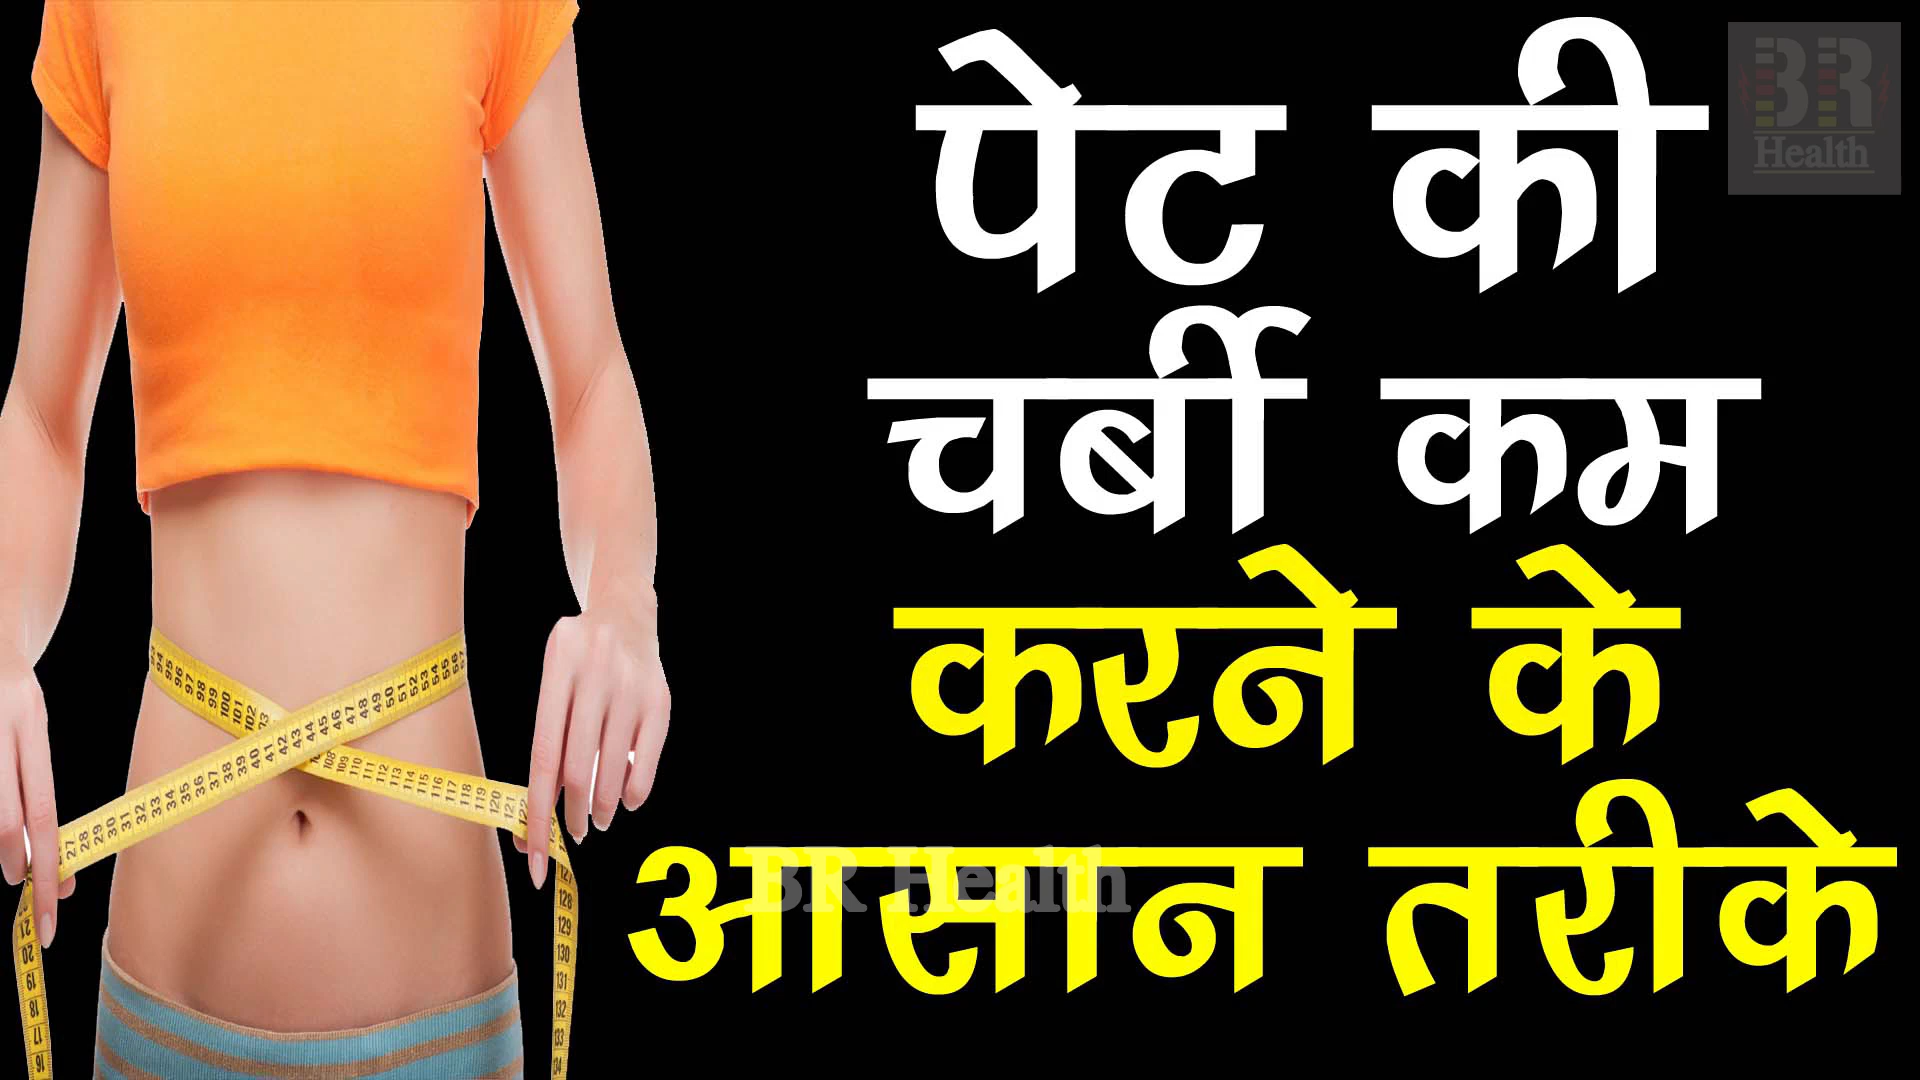 पेट की
BR
Health
चर्बी कम
करने के
आसान तरीके
BR Health